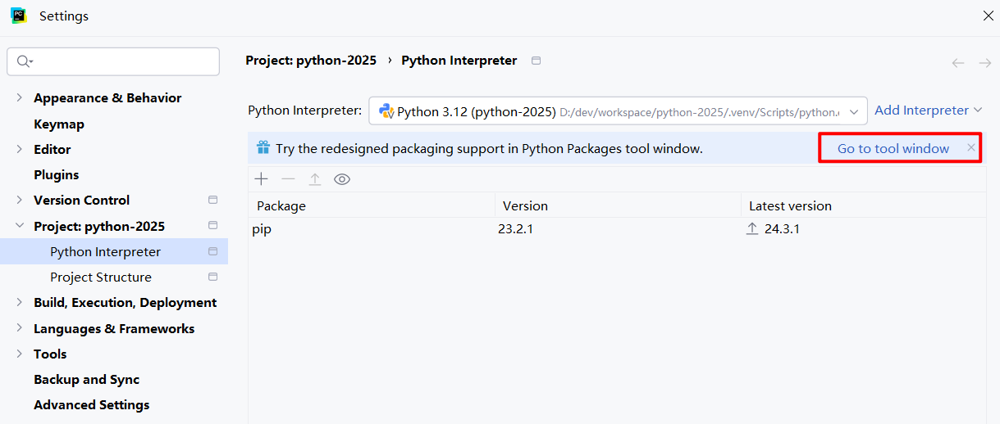 Settings
Project: python-2025 › Python Interpreter
Appearance & Behavior
Keymap
Editor
Plugins
Version Control
Project: python-2025
Python Interpreter
Project Structure
Build, Execution, Deployment
Languages & Frameworks
Tools
Backup and Sync
Advanced Settings
Python Interpreter: Python 3.12 (python-2025) D:/dev/workspace/python-2025/.venv/Scripts/python.e Add Interpreter
Try the redesigned packaging support in Python Packages tool window. Go to tool window
Package Version Latest version
pip 23.2.1 24.3.1